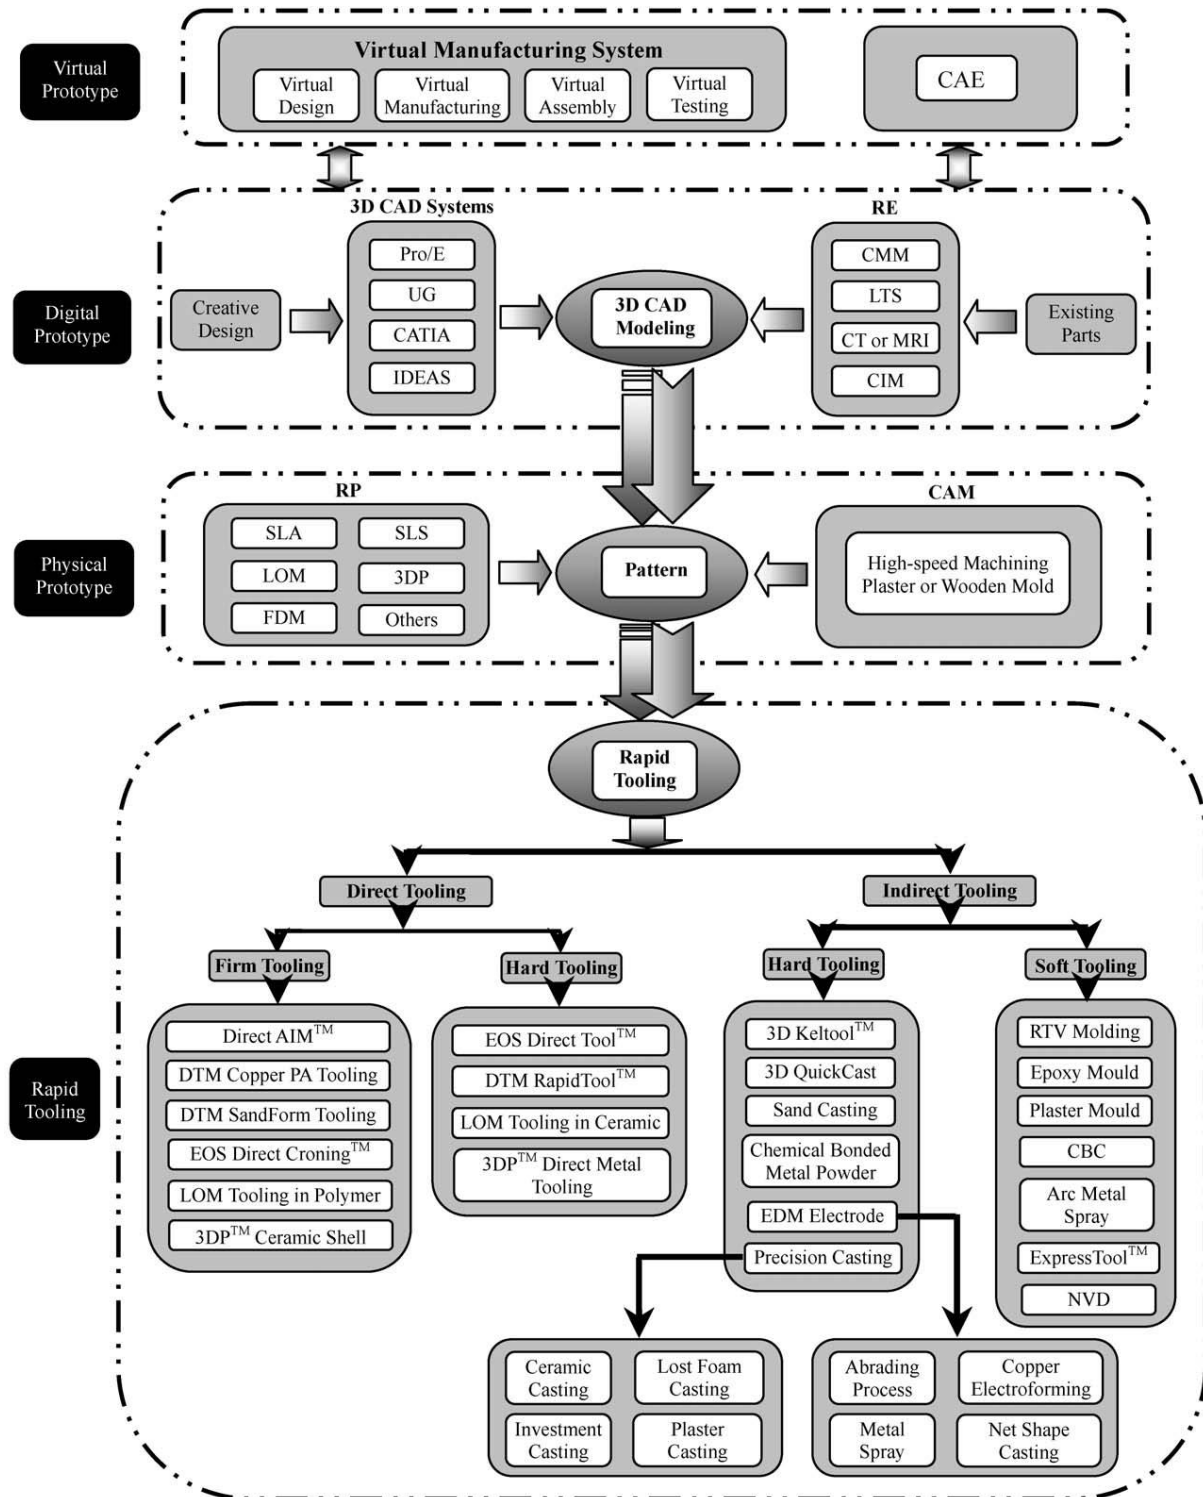 Virtual
Prototype
Virtual Manufacturing System
Virtual
Design
Virtual
Manufacturing
Virtual
Assembly
Virtual
Testing
CAE
Digital
Prototype
3D CAD Systems
Creative
Design
Pro/E
UG
CATIA
IDEAS
3D CAD
Modeling
RE
CMM
LTS
CT or MRI
CIM
Existing
Parts
Physical
Prototype
RP
SLA
SLS
LOM
3DP
FDM
Others
Pattern
CAM
High-speed Machining
Plaster or Wooden Mold
Rapid
Tooling
Rapid
Tooling
Direct Tooling
Indirect Tooling
Firm Tooling
Hard Tooling
Hard Tooling
Soft Tooling
Direct AIM™
DTM Copper PA Tooling
DTM SandForm Tooling
EOS Direct Croning™
LOM Tooling in Polymer
3DP™ Ceramic Shell
EOS Direct Tool™
DTM RapidTool™
LOM Tooling in Ceramic
3DP™ Direct Metal
Tooling
3D Keltool™
3D QuickCast
Sand Casting
Chemical Bonded
Metal Powder
EDM Electrode
Precision Casting
RTV Molding
Epoxy Mould
Plaster Mould
CBC
Arc Metal
Spray
ExpressTool™
NVD
Ceramic
Casting
Lost Foam
Casting
Investment
Casting
Plaster
Casting
Abrading
Process
Copper
Electroforming
Metal
Spray
Net Shape
Casting